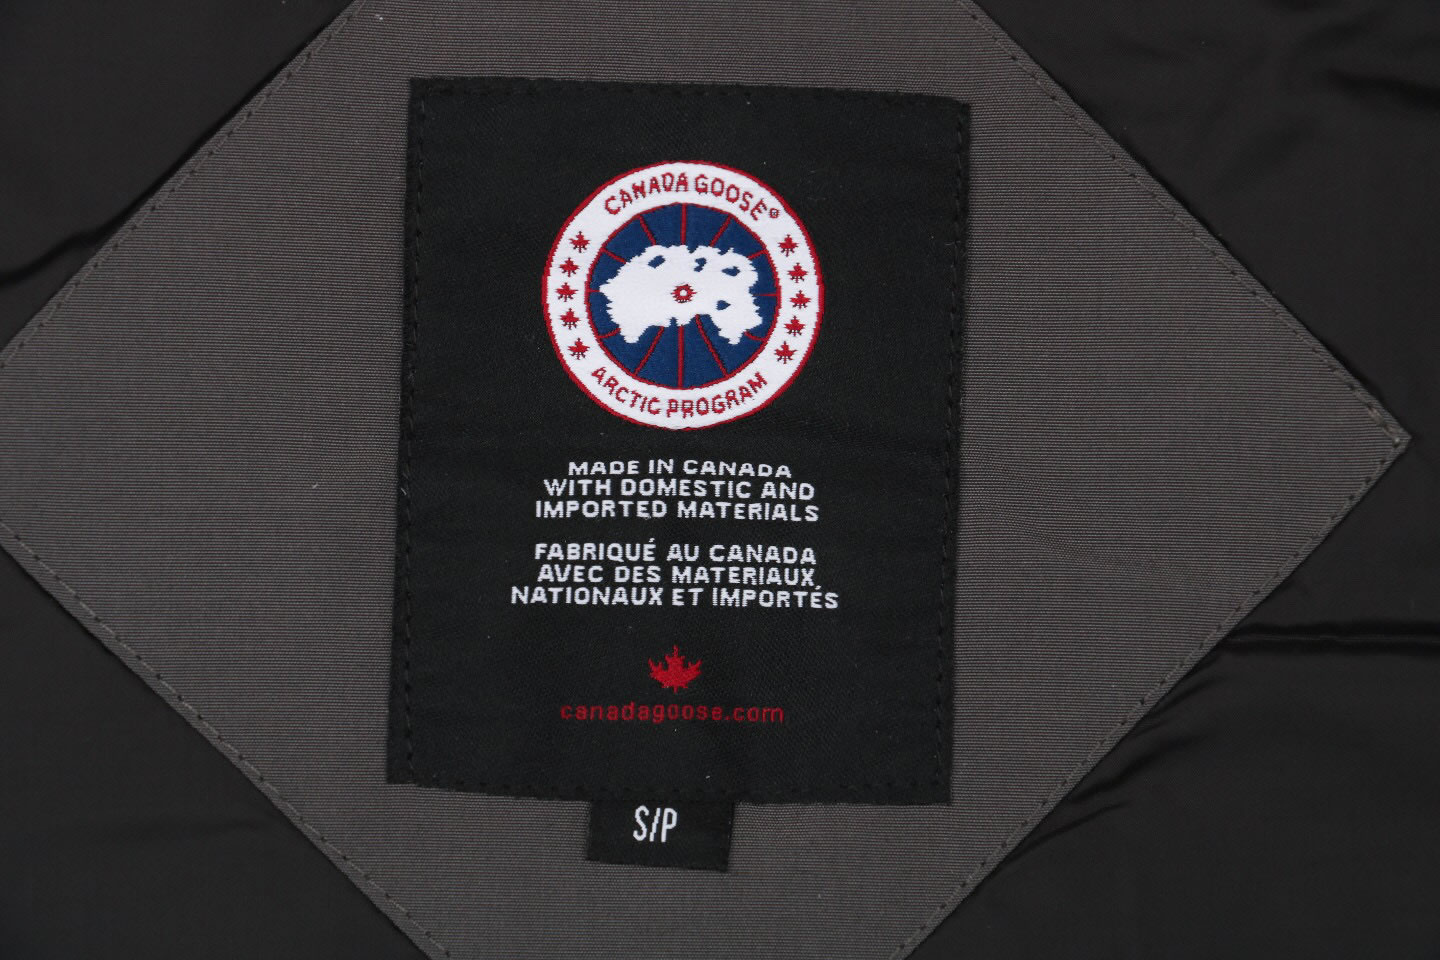 CANADA GOOSE®
ARCTIC PROGRAM
MADE IN CANADA
WITH DOMESTIC AND
IMPORTED MATERIALS
FABRIQUÉ AU CANADA
AVEC DES MATERIAUX
NATIONAUX ET IMPORTÉS
canadagoose.com
S/P